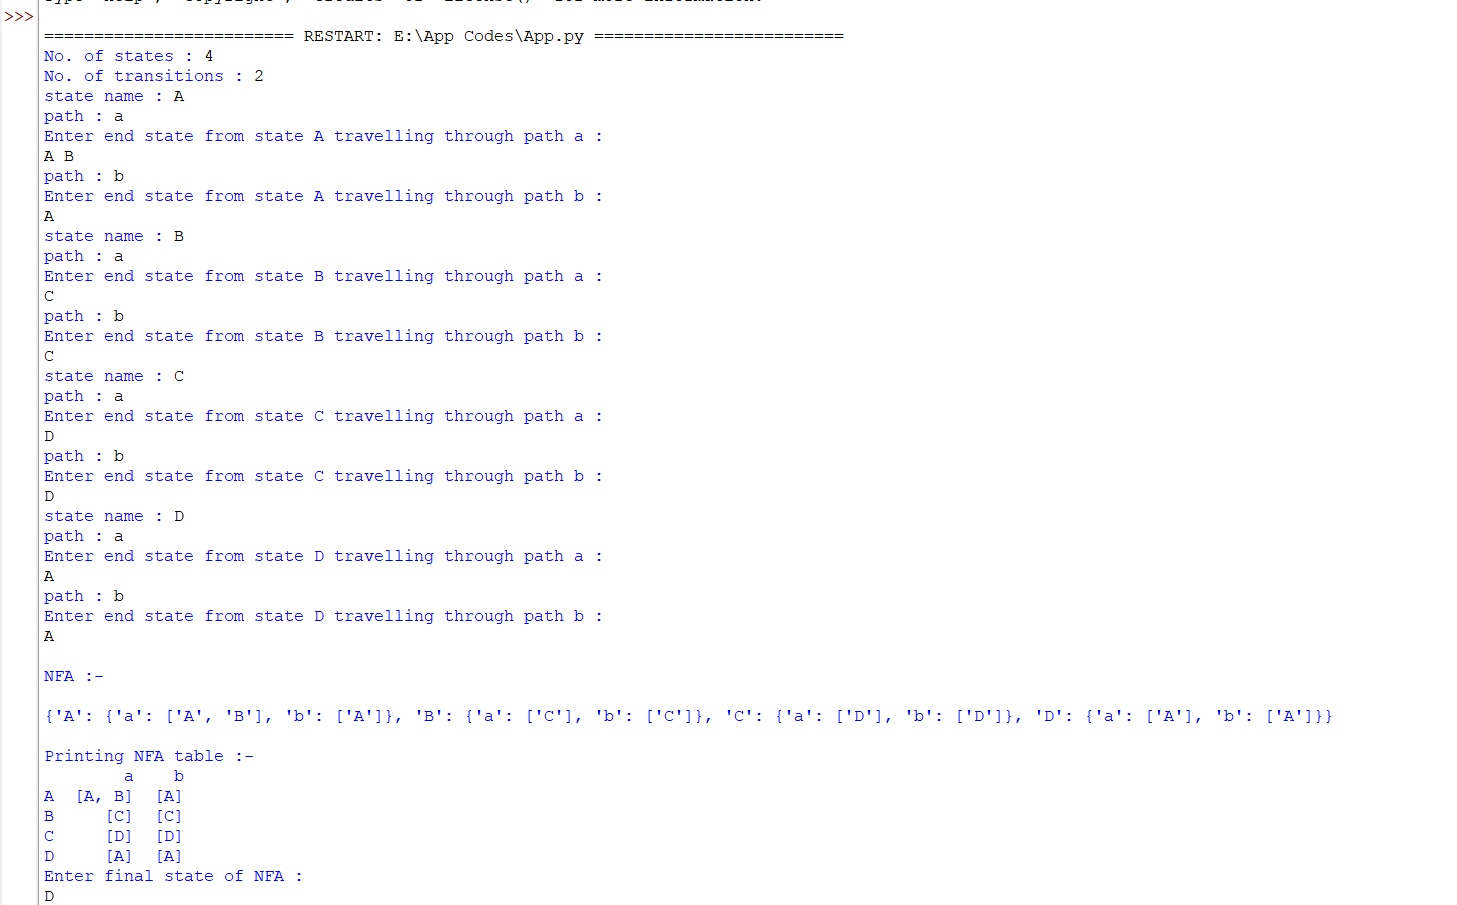 >>>
========================= RESTART: E:\App Codes\App.py =========================
No. of states : 4
No. of transitions : 2
state name : A
path : a
Enter end state from state A travelling through path a :
A B
path : b
Enter end state from state A travelling through path b :
A
state name : B
path : a
Enter end state from state B travelling through path a :
C
path : b
Enter end state from state B travelling through path b :
C
state name : C
path : a
Enter end state from state C travelling through path a :
D
path : b
Enter end state from state C travelling through path b :
D
state name : D
path : a
Enter end state from state D travelling through path a :
A
path : b
Enter end state from state D travelling through path b :
A
NFA :-
{'A': {'a': ['A', 'B'], 'b': ['A']}, 'B': {'a': ['C'], 'b': ['C']}, 'C': {'a': ['D'], 'b': ['D']}, 'D': {'a': ['A'], 'b': ['A']}}
Printing NFA table :-
a b
A [A, B] [A]
B [C] [C]
C [D] [D]
D [A] [A]
Enter final state of NFA :
D